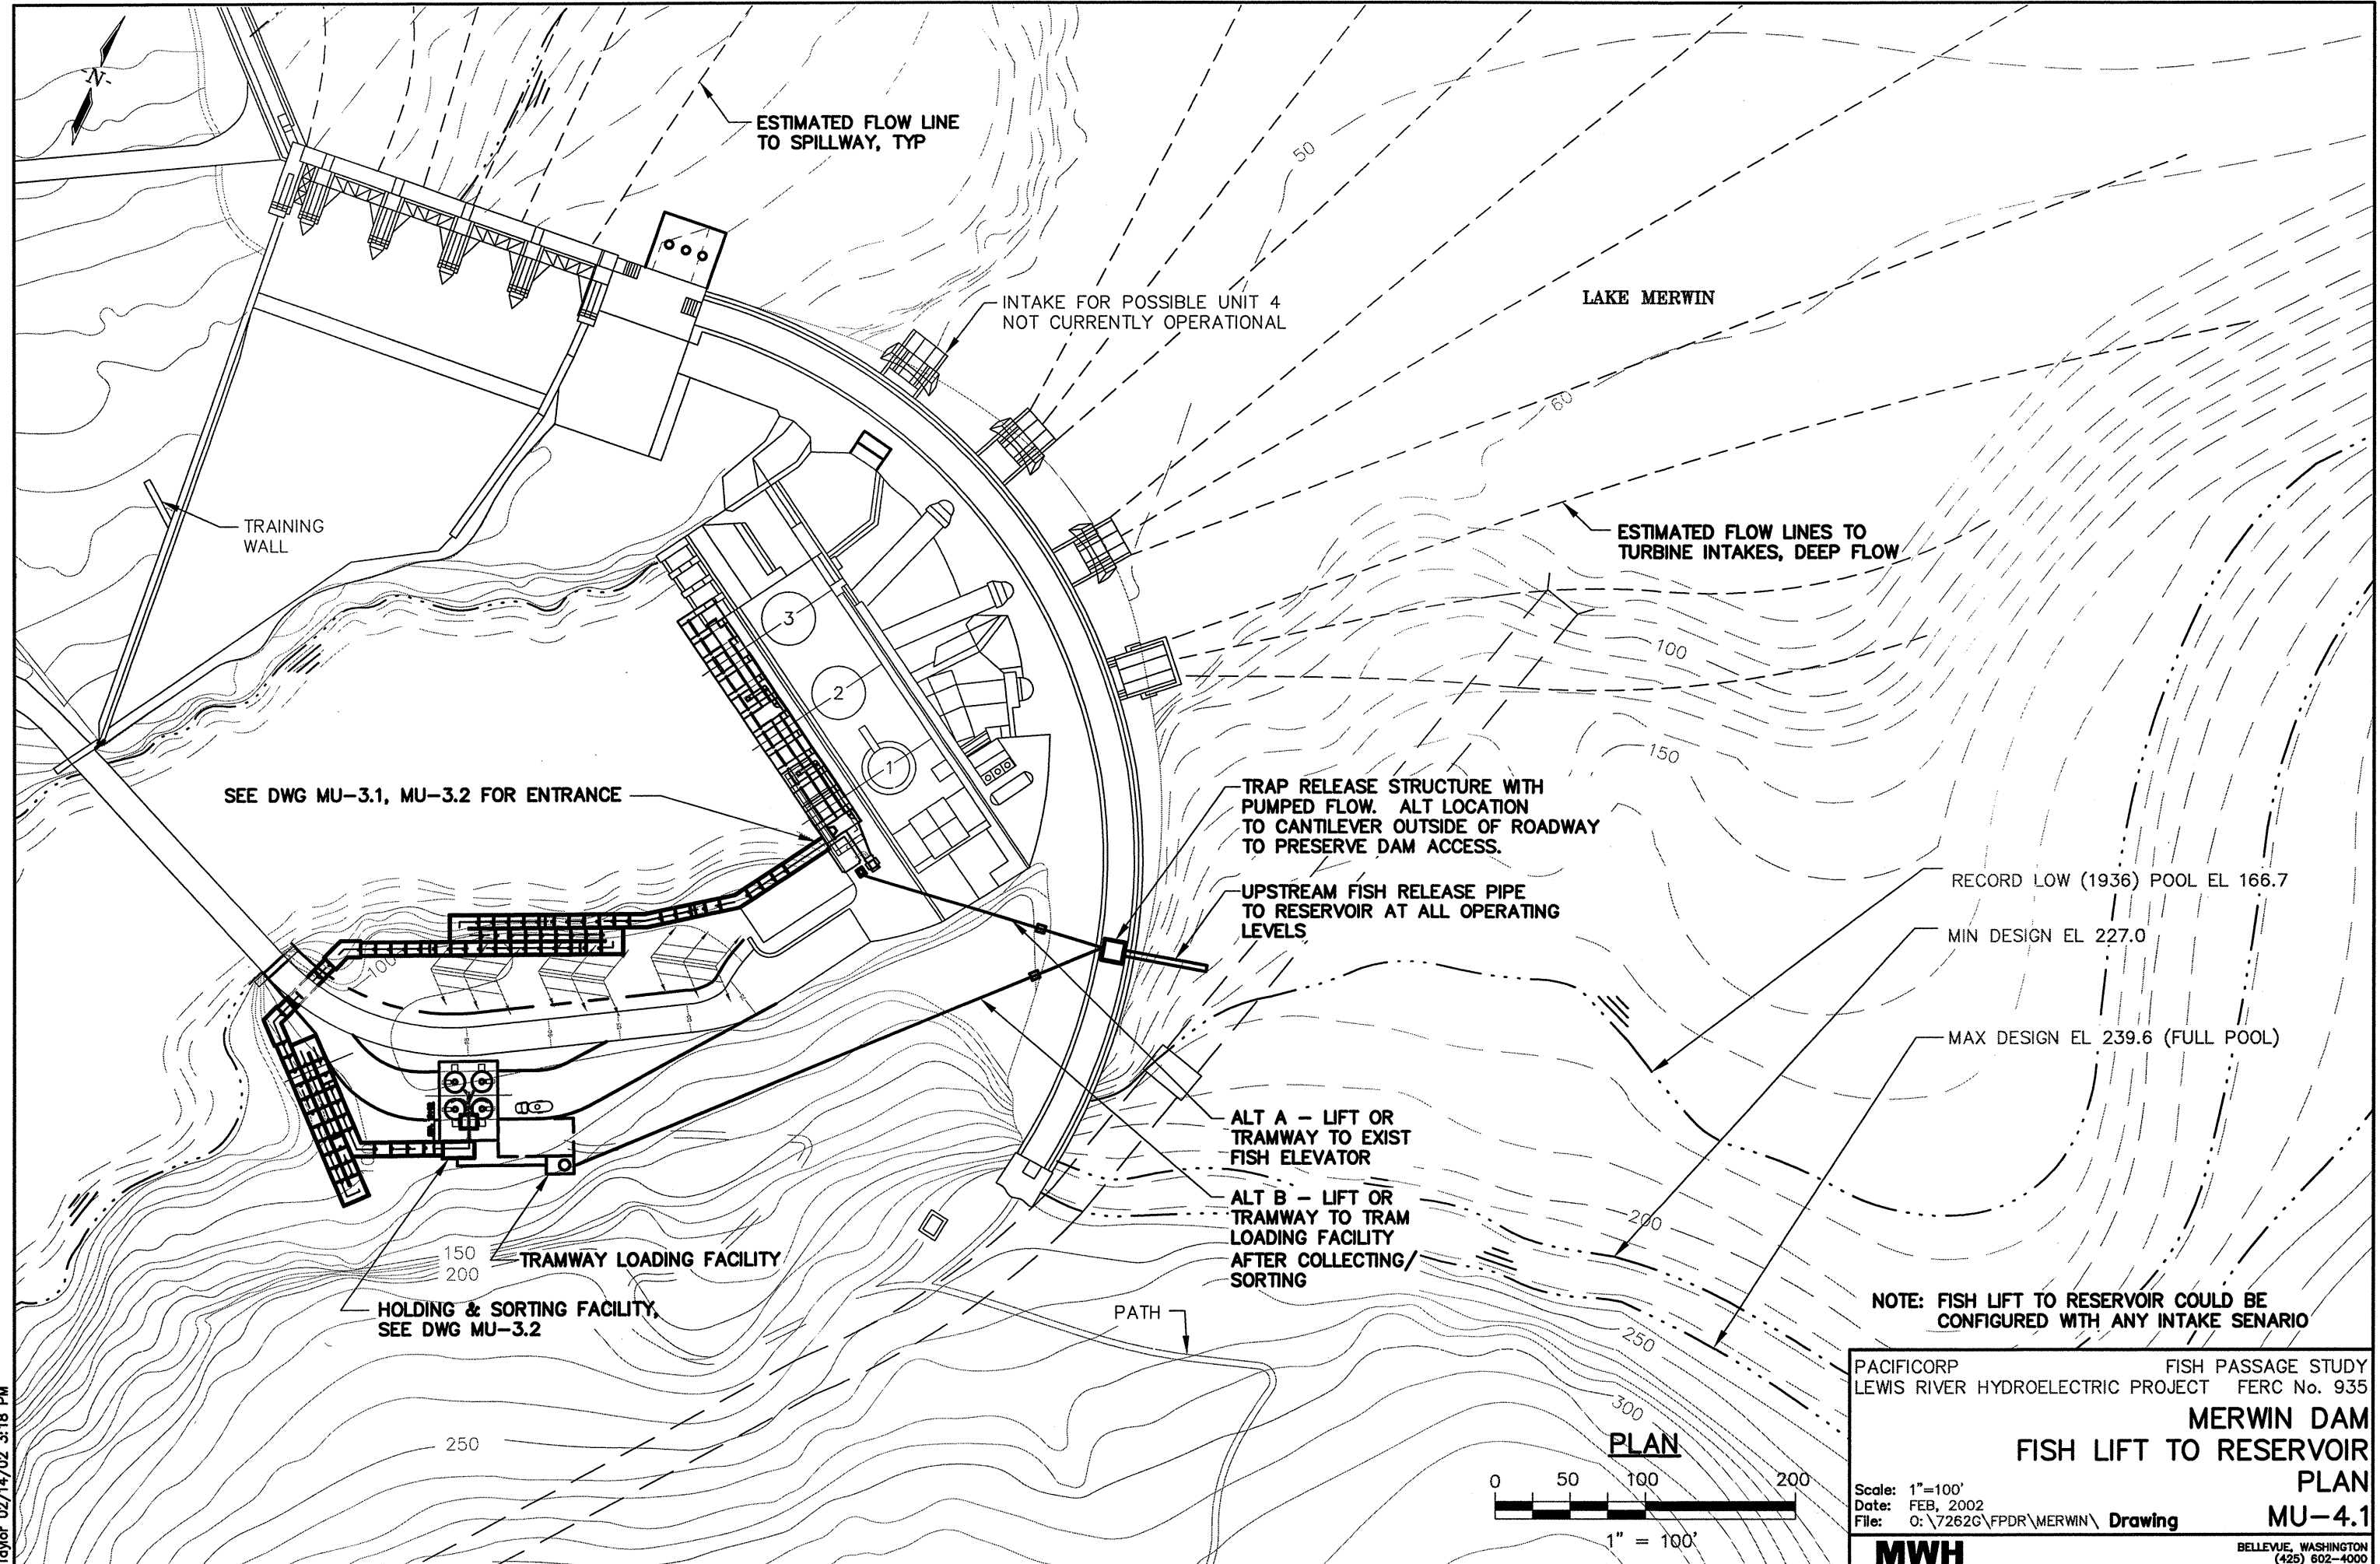 -N-
ESTIMATED FLOW LINE
TO SPILLWAY, TYP
50
INTAKE FOR POSSIBLE UNIT 4
NOT CURRENTLY OPERATIONAL
LAKE MERWIN
60
TRAINING
WALL
ESTIMATED FLOW LINES TO
TURBINE INTAKES, DEEP FLOW
3
2
1
100
150
SEE DWG MU-3.1, MU-3.2 FOR ENTRANCE
TRAP RELEASE STRUCTURE WITH
PUMPED FLOW. ALT LOCATION
TO CANTILEVER OUTSIDE OF ROADWAY
TO PRESERVE DAM ACCESS.
UPSTREAM FISH RELEASE PIPE
TO RESERVOIR AT ALL OPERATING
LEVELS
RECORD LOW (1936) POOL EL 166.7
MIN DESIGN EL 227.0
MAX DESIGN EL 239.6 (FULL POOL)
100
ALT A - LIFT OR
TRAMWAY TO EXIST
FISH ELEVATOR
ALT B - LIFT OR
TRAMWAY TO TRAM
LOADING FACILITY
AFTER COLLECTING/
SORTING
200
150
200
TRAMWAY LOADING FACILITY
HOLDING & SORTING FACILITY,
SEE DWG MU-3.2
PATH
250
250
300
NOTE: FISH LIFT TO RESERVOIR COULD BE
CONFIGURED WITH ANY INTAKE SENARIO
PLAN
0 50 100 200
1" = 100'
PACIFICORP FISH PASSAGE STUDY
LEWIS RIVER HYDROELECTRIC PROJECT FERC No. 935
MERWIN DAM
FISH LIFT TO RESERVOIR
PLAN
Scale: 1"=100'
Date: FEB, 2002
File: O:\7262G\FPDR\MERWIN\ Drawing MU-4.1
MWH
BELLEVUE, WASHINGTON
(425) 602-4000
02/14/02 3:18 PM